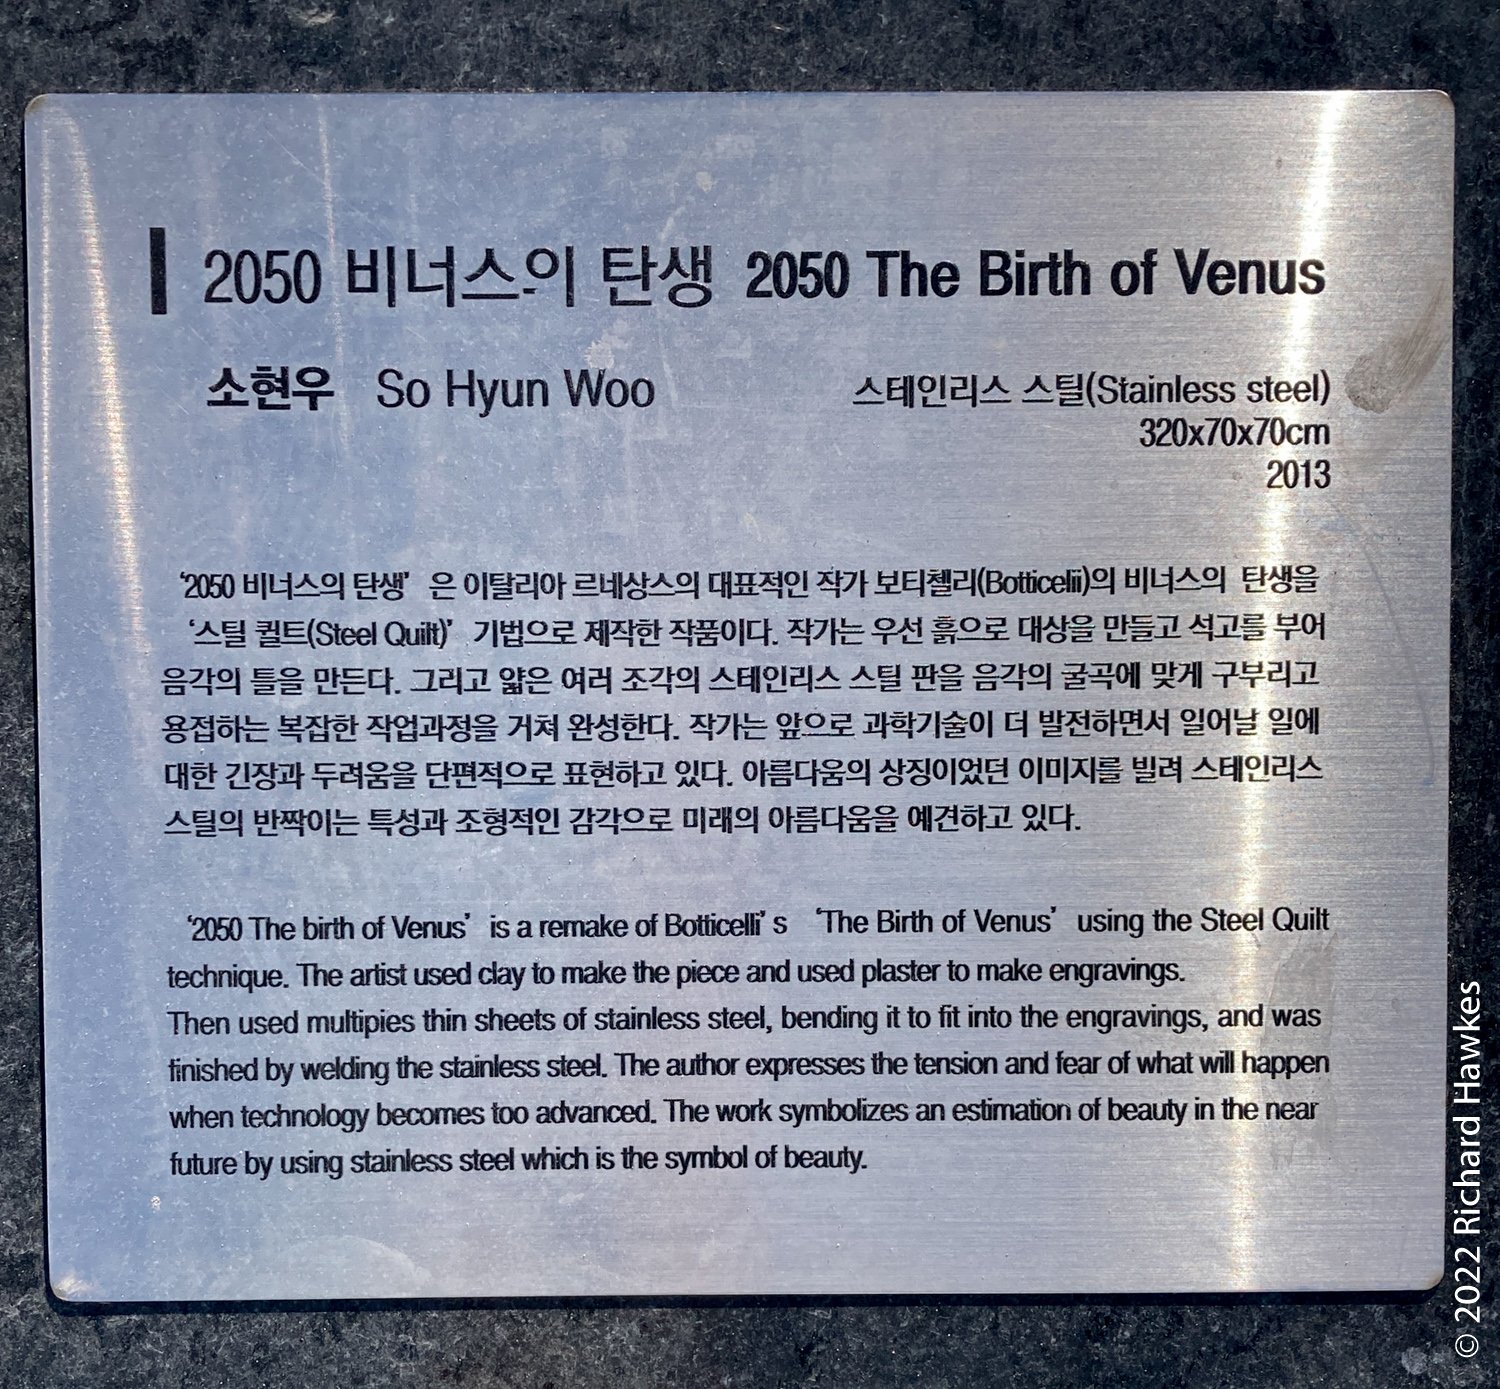 2050 비너스의 탄생 2050 The Birth of Venus
소현우 So Hyun Woo
스테인리스 스틸(Stainless steel)
320x70x70cm
2013
‘2050 비너스의 탄생’ 은 이탈리아 르네상스의 대표적인 작가 보티첼리(Botticelli)의 비너스의 탄생을
‘스틸 퀼트(Steel Quilt)’ 기법으로 제작한 작품이다. 작가는 우선 흙으로 대상을 만들고 석고를 부어
음각의 틀을 만든다. 그리고 얇은 여러 조각의 스테인리스 스틸 판을 음각의 굴곡에 맞게 구부리고
용접하는 복잡한 작업과정을 거쳐 완성한다. 작가는 앞으로 과학기술이 더 발전하면서 일어날 일에
대한 긴장과 두려움을 단편적으로 표현하고 있다. 아름다움의 상징이었던 이미지를 빌려 스테인리스
스틸의 반짝이는 특성과 조형적인 감각으로 미래의 아름다움을 예견하고 있다.
‘2050 The birth of Venus’ is a remake of Botticelli’s ‘The Birth of Venus’ using the Steel Quilt
technique. The artist used clay to make the piece and used plaster to make engravings.
Then used multipies thin sheets of stainless steel, bending it to fit into the engravings, and was
finished by welding the stainless steel. The author expresses the tension and fear of what will happen
when technology becomes too advanced. The work symbolizes an estimation of beauty in the near
future by using stainless steel which is the symbol of beauty.
© 2022 Richard Hawkes